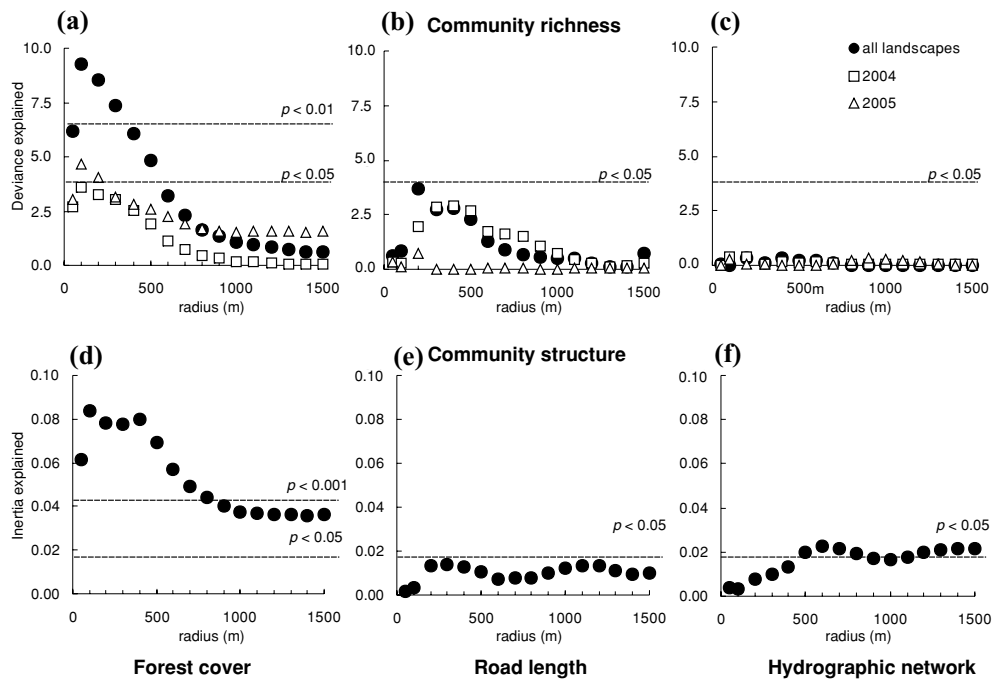 (a)
(b)
Community richness
(c)
10.0
7.5
5.0
2.5
0.0
Deviance explained
p < 0.01
p < 0.05
0
500
1000
1500
radius (m)
10.0
7.5
5.0
2.5
0.0
p < 0.05
0
500
1000
1500
radius (m)
10.0
7.5
5.0
2.5
0.0
all landscapes
2004
2005
p < 0.05
0
500m
1000
1500
radius (m)
(d)
(e)
Community structure
(f)
0.10
0.08
0.06
0.04
0.02
0.00
Inertia explained
p < 0.001
p < 0.05
0
500
1000
1500
radius (m)
Forest cover
0.10
0.08
0.06
0.04
0.02
0.00
p < 0.05
0
500
1000
1500
radius (m)
Road length
0.10
0.08
0.06
0.04
0.02
0.00
p < 0.05
0
500
1000
1500
radius (m)
Hydrographic network